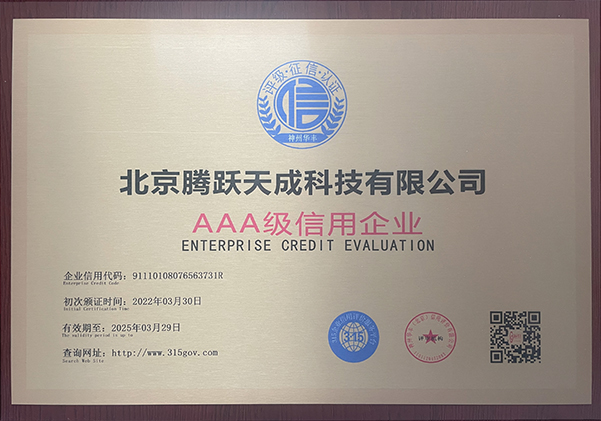 评级·征信·认证
信
神州华丰
北京腾跃天成科技有限公司
AAA级信用企业
ENTERPRISE CREDIT EVALUATION
企业信用代码：91110108076563731R
Enterprise Credit Code
初次颁证时间：2022年03月30日
Initial Certification Time
有效期至：2025年03月29日
The validity period is up to
查询网址：http://www.315gov.com
Search Web Site
315